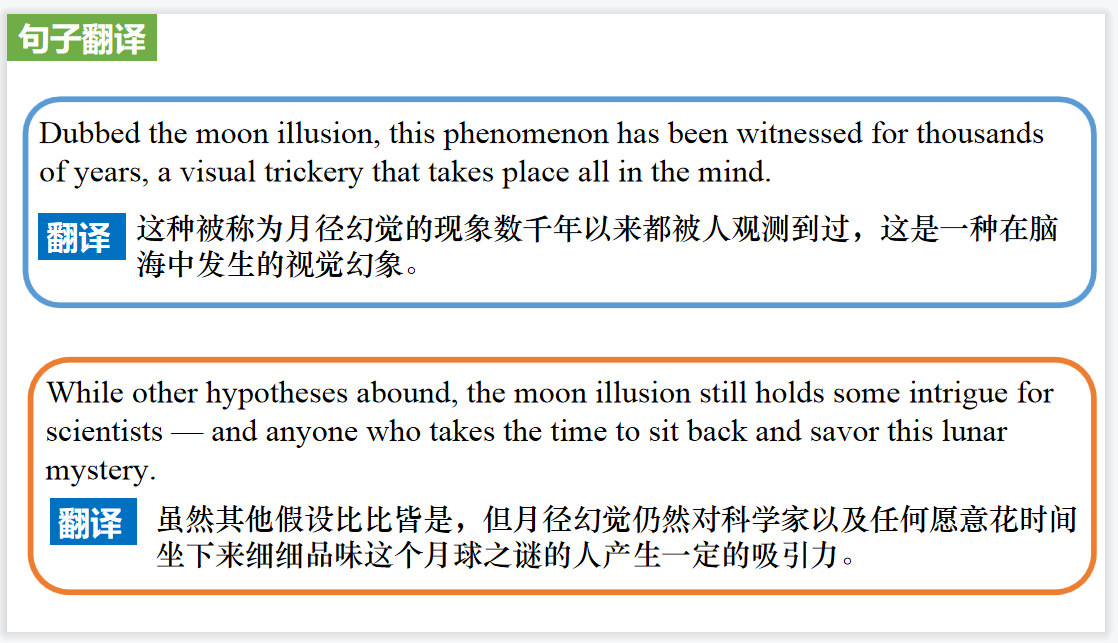 句子翻译
Dubbed the moon illusion, this phenomenon has been witnessed for thousands
of years, a visual trickery that takes place all in the mind.
翻译 这种被称为月径幻觉的现象数千年以来都被人观测到过，这是一种在脑
海中发生的视觉幻象。
While other hypotheses abound, the moon illusion still holds some intrigue for
scientists — and anyone who takes the time to sit back and savor this lunar
mystery.
翻译 虽然其他假设比比皆是，但月径幻觉仍然对科学家以及任何愿意花时间
坐下来细细品味这个月球之谜的人产生一定的吸引力。